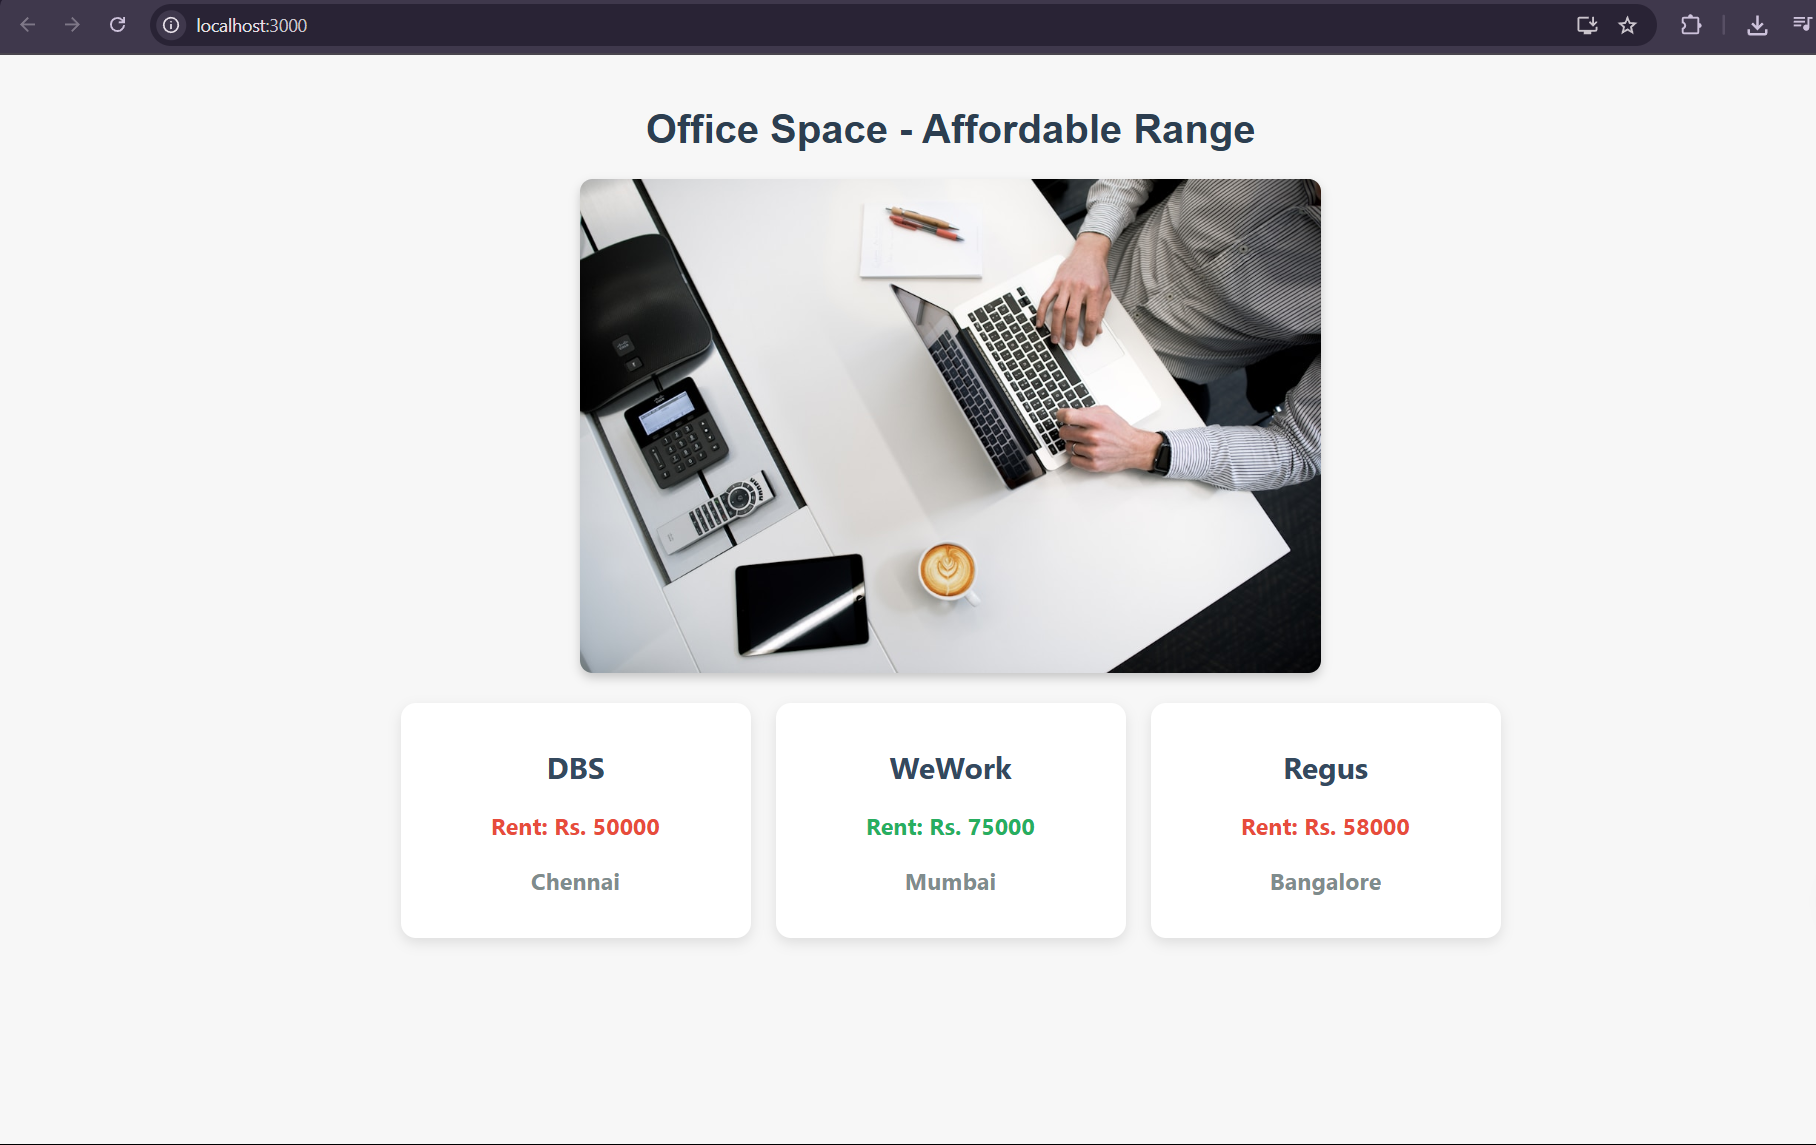 localhost:3000
Office Space - Affordable Range
DBS
Rent: Rs. 50000
Chennai
WeWork
Rent: Rs. 75000
Mumbai
Regus
Rent: Rs. 58000
Bangalore